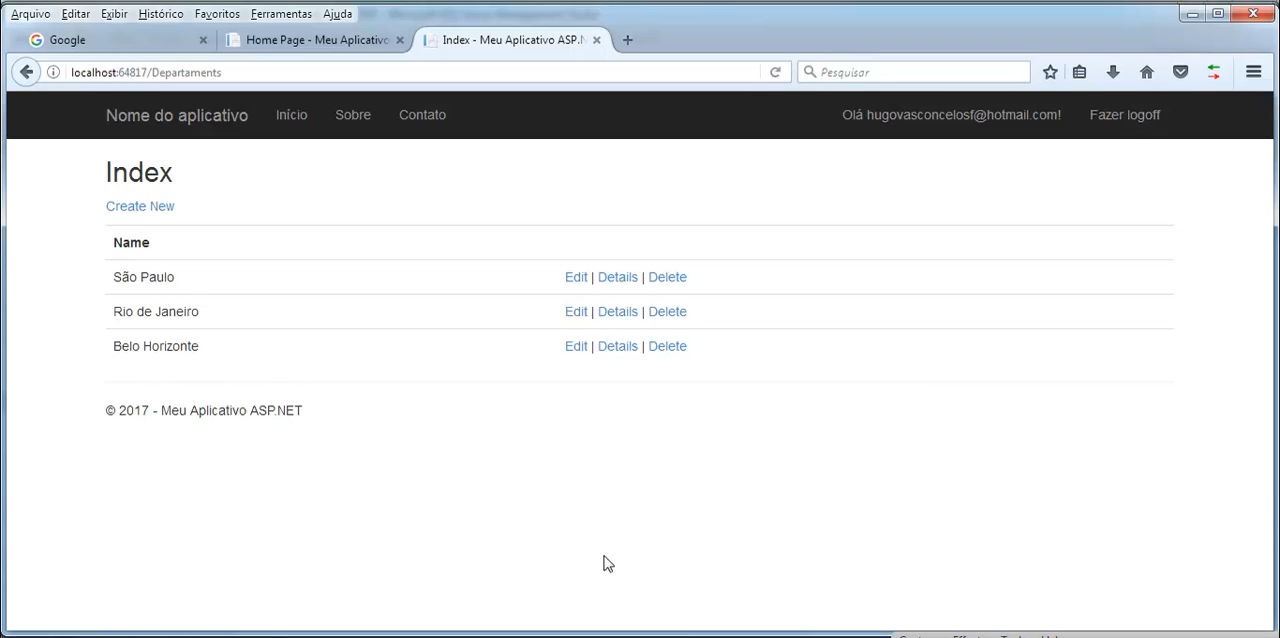 Arquivo Editar Exibir Histórico Favoritos Ferramentas Ajuda
Google
Home Page - Meu Aplicativo
Index - Meu Aplicativo ASP.N
localhost:64817/Departaments
Pesquisar
Nome do aplicativo Início Sobre Contato Olá hugovasconcelosf@hotmail.com! Fazer logoff
Index
Create New
Name
São Paulo Edit | Details | Delete
Rio de Janeiro Edit | Details | Delete
Belo Horizonte Edit | Details | Delete
© 2017 - Meu Aplicativo ASP.NET